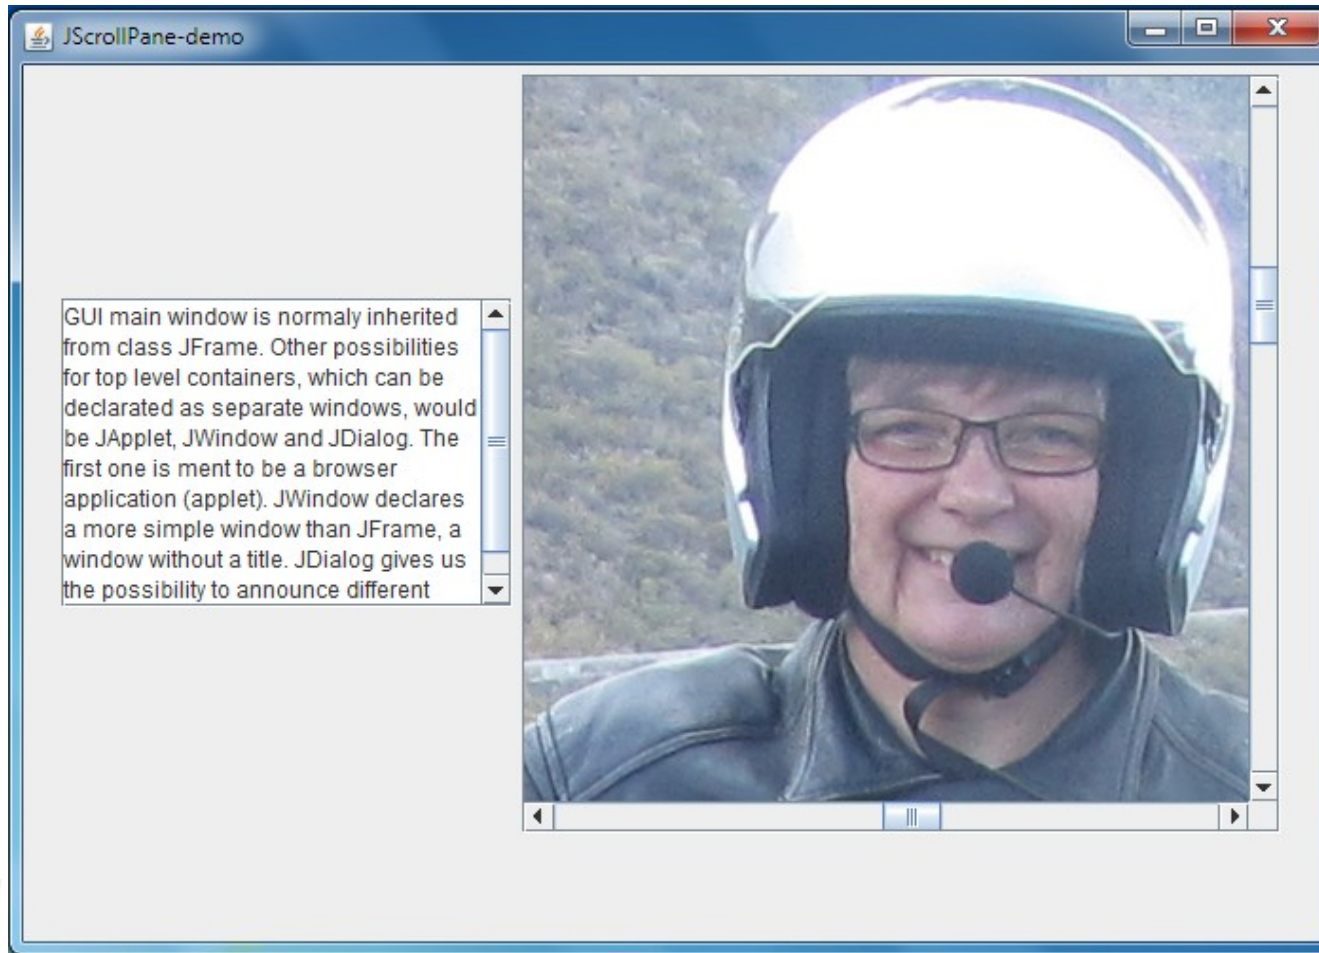 JScrollPane-demo
GUI main window is normaly inherited
from class JFrame. Other possibilities
for top level containers, which can be
declarated as separate windows, would
be JApplet, JWindow and JDialog. The
first one is ment to be a browser
application (applet). JWindow declares
a more simple window than JFrame, a
window without a title. JDialog gives us
the possibility to announce different